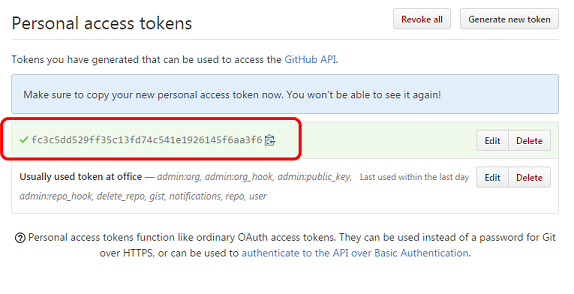 Personal access tokens
Revoke all
Generate new token
Tokens you have generated that can be used to access the GitHub API.
Make sure to copy your new personal access token now. You won't be able to see it again!
fc3c5dd529ff35c13fd74c541e1926145f6aa3f6
Edit
Delete
Usually used token at office — admin:org, admin:org_hook, admin:public_key,
admin:repo_hook, delete_repo, gist, notifications, repo, user
Last used within the last day
Edit
Delete
Personal access tokens function like ordinary OAuth access tokens. They can be used instead of a password for Git
over HTTPS, or can be used to authenticate to the API over Basic Authentication.